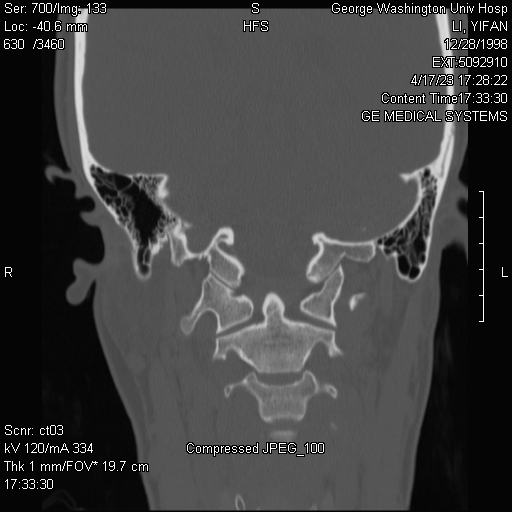 Ser: 700/Img: 133
Loc: -40.6 mm
630 /3460
S
HFS
George Washington Univ Hosp
LI, YIFAN
12/28/1998
EXT:5092910
4/17/23 17:28:22
Content Time17:33:30
GE MEDICAL SYSTEMS
R
L
Scnr: ct03
kV 120/mA 334
Thk 1 mm/FOV* 19.7 cm
17:33:30
Compressed JPEG_100